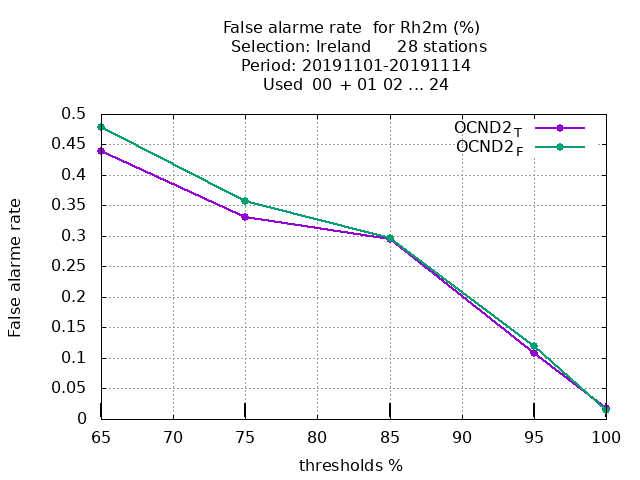 False alarme rate  for Rh2m (%)
Selection: Ireland     28 stations
Period: 20191101-20191114
Used  00 + 01 02 ... 24
OCND2T
OCND2F
False alarme rate
0.5
0.45
0.4
0.35
0.3
0.25
0.2
0.15
0.1
0.05
0
65 70 75 80 85 90 95 100
thresholds %